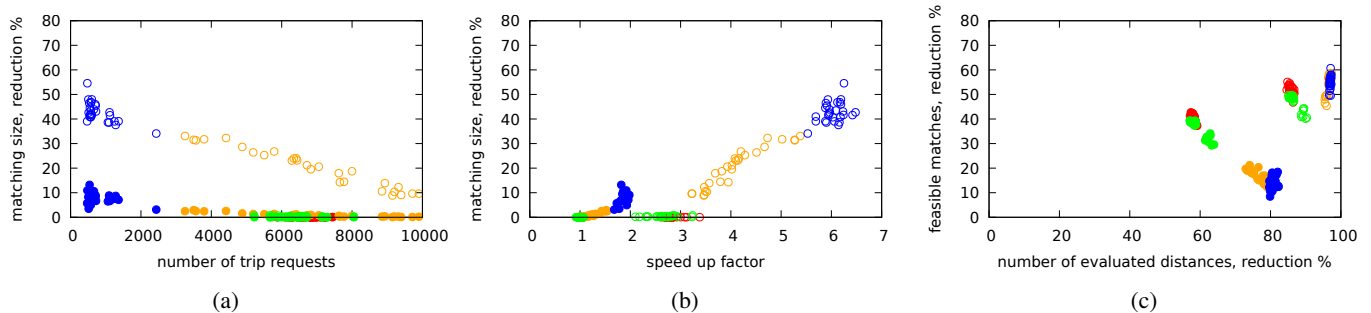 matching size, reduction %
80
70
60
50
40
30
20
10
0
0 2000 4000 6000 8000 10000
number of trip requests
(a)
matching size, reduction %
80
70
60
50
40
30
20
10
0
0 1 2 3 4 5 6 7
speed up factor
(b)
feasible matches, reduction %
80
70
60
50
40
30
20
10
0
0 20 40 60 80 100
number of evaluated distances, reduction %
(c)